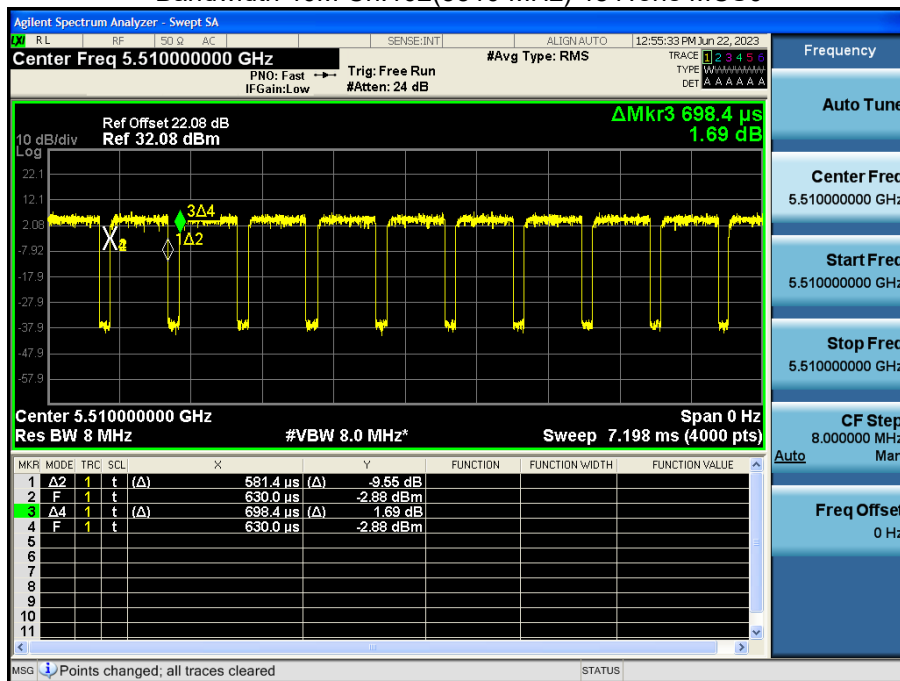 Agilent Spectrum Analyzer - Swept SA
LXI RL RF 50 Ω AC SENSE:INT ALIGN AUTO 12:55:33 PM Jun 22, 2023
Center Freq 5.510000000 GHz #Avg Type: RMS TRACE 1 2 3 4 5 6
PNO: Fast Trig: Free Run TYPE WWWWWW
IFGain:Low #Atten: 24 dB DET A A A A A A
Frequency
Auto Tune
Center Freq
5.510000000 GHz
Start Freq
5.510000000 GHz
Stop Freq
5.510000000 GHz
CF Step
8.000000 MHz
Auto Man
Freq Offset
0 Hz
ΔMkr3 698.4 µs
1.69 dB
Ref Offset 22.08 dB
10 dB/div Ref 32.08 dBm
Log
22.1
12.1
2.08
-7.92
-17.9
-27.9
-37.9
-47.9
-57.9
3Δ4
1Δ2
Center 5.510000000 GHz Span 0 Hz
Res BW 8 MHz #VBW 8.0 MHz* Sweep 7.198 ms (4000 pts)
MKR MODE TRC SCL X Y FUNCTION FUNCTION WIDTH FUNCTION VALUE
1 Δ2 1 t (Δ) 581.4 µs (Δ) -9.55 dB
2 F 1 t 630.0 µs -2.88 dBm
3 Δ4 1 t (Δ) 698.4 µs (Δ) 1.69 dB
4 F 1 t 630.0 µs -2.88 dBm
5
6
7
8
9
10
11
MSG Points changed; all traces cleared STATUS